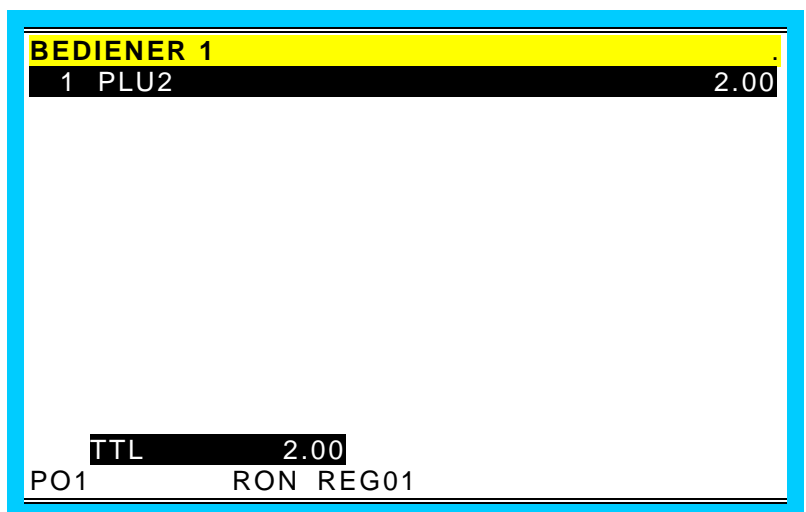 BEDIENER 1 .
1 PLU2 2.00
TTL 2.00
PO1 RON REG01